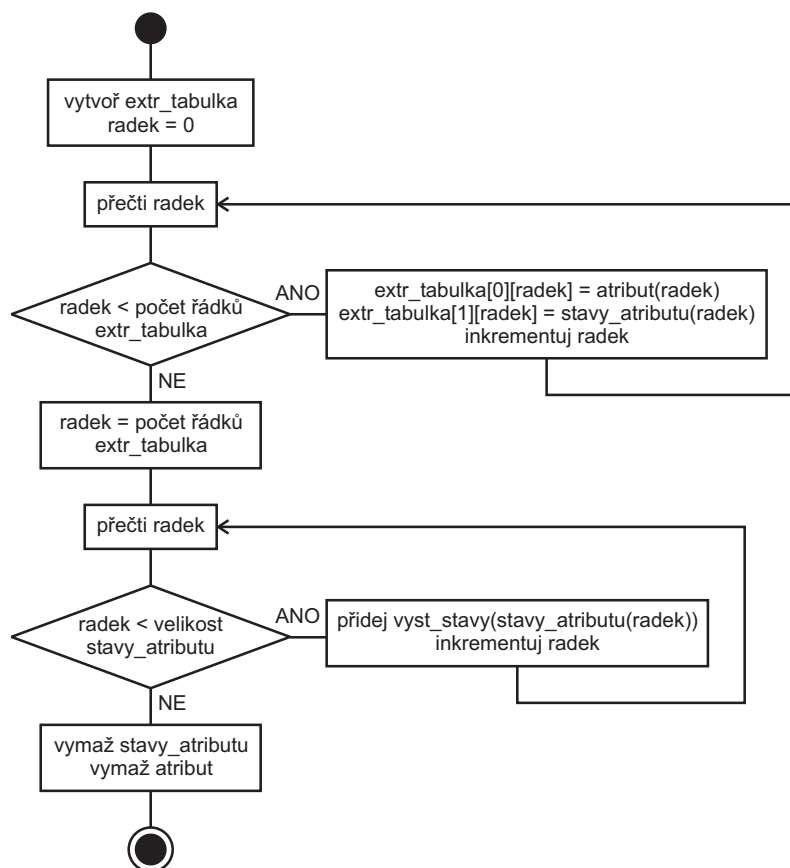 vytvoř extr_tabulka
radek = 0
přečti radek
radek < počet řádků
extr_tabulka
ANO
extr_tabulka[0][radek] = atribut(radek)
extr_tabulka[1][radek] = stavy_atributu(radek)
inkrementuj radek
NE
radek = počet řádků
extr_tabulka
přečti radek
radek < velikost
stavy_atributu
ANO
přidej vyst_stavy(stavy_atributu(radek))
inkrementuj radek
NE
vymaž stavy_atributu
vymaž atribut